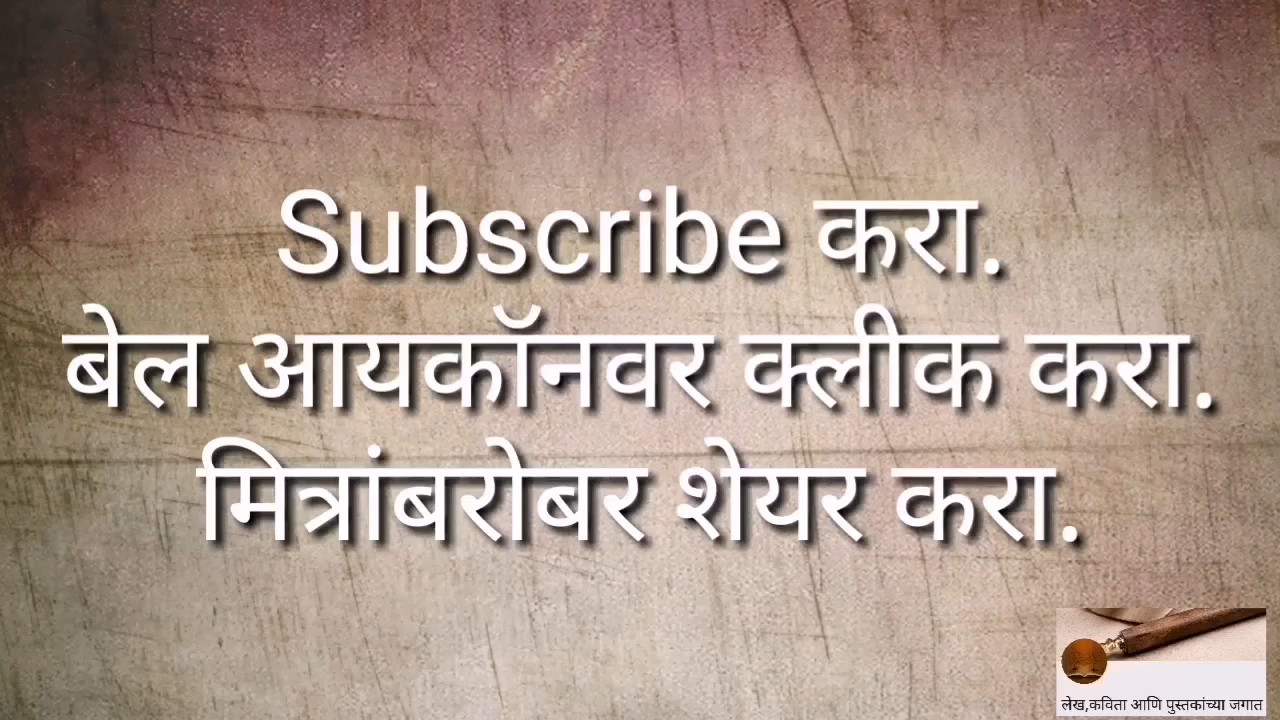 Subscribe करा.
बेल आयकॉनवर क्लीक करा.
मित्रांबरोबर शेयर करा.
लेख,कविता आणि पुस्तकांच्या जगात